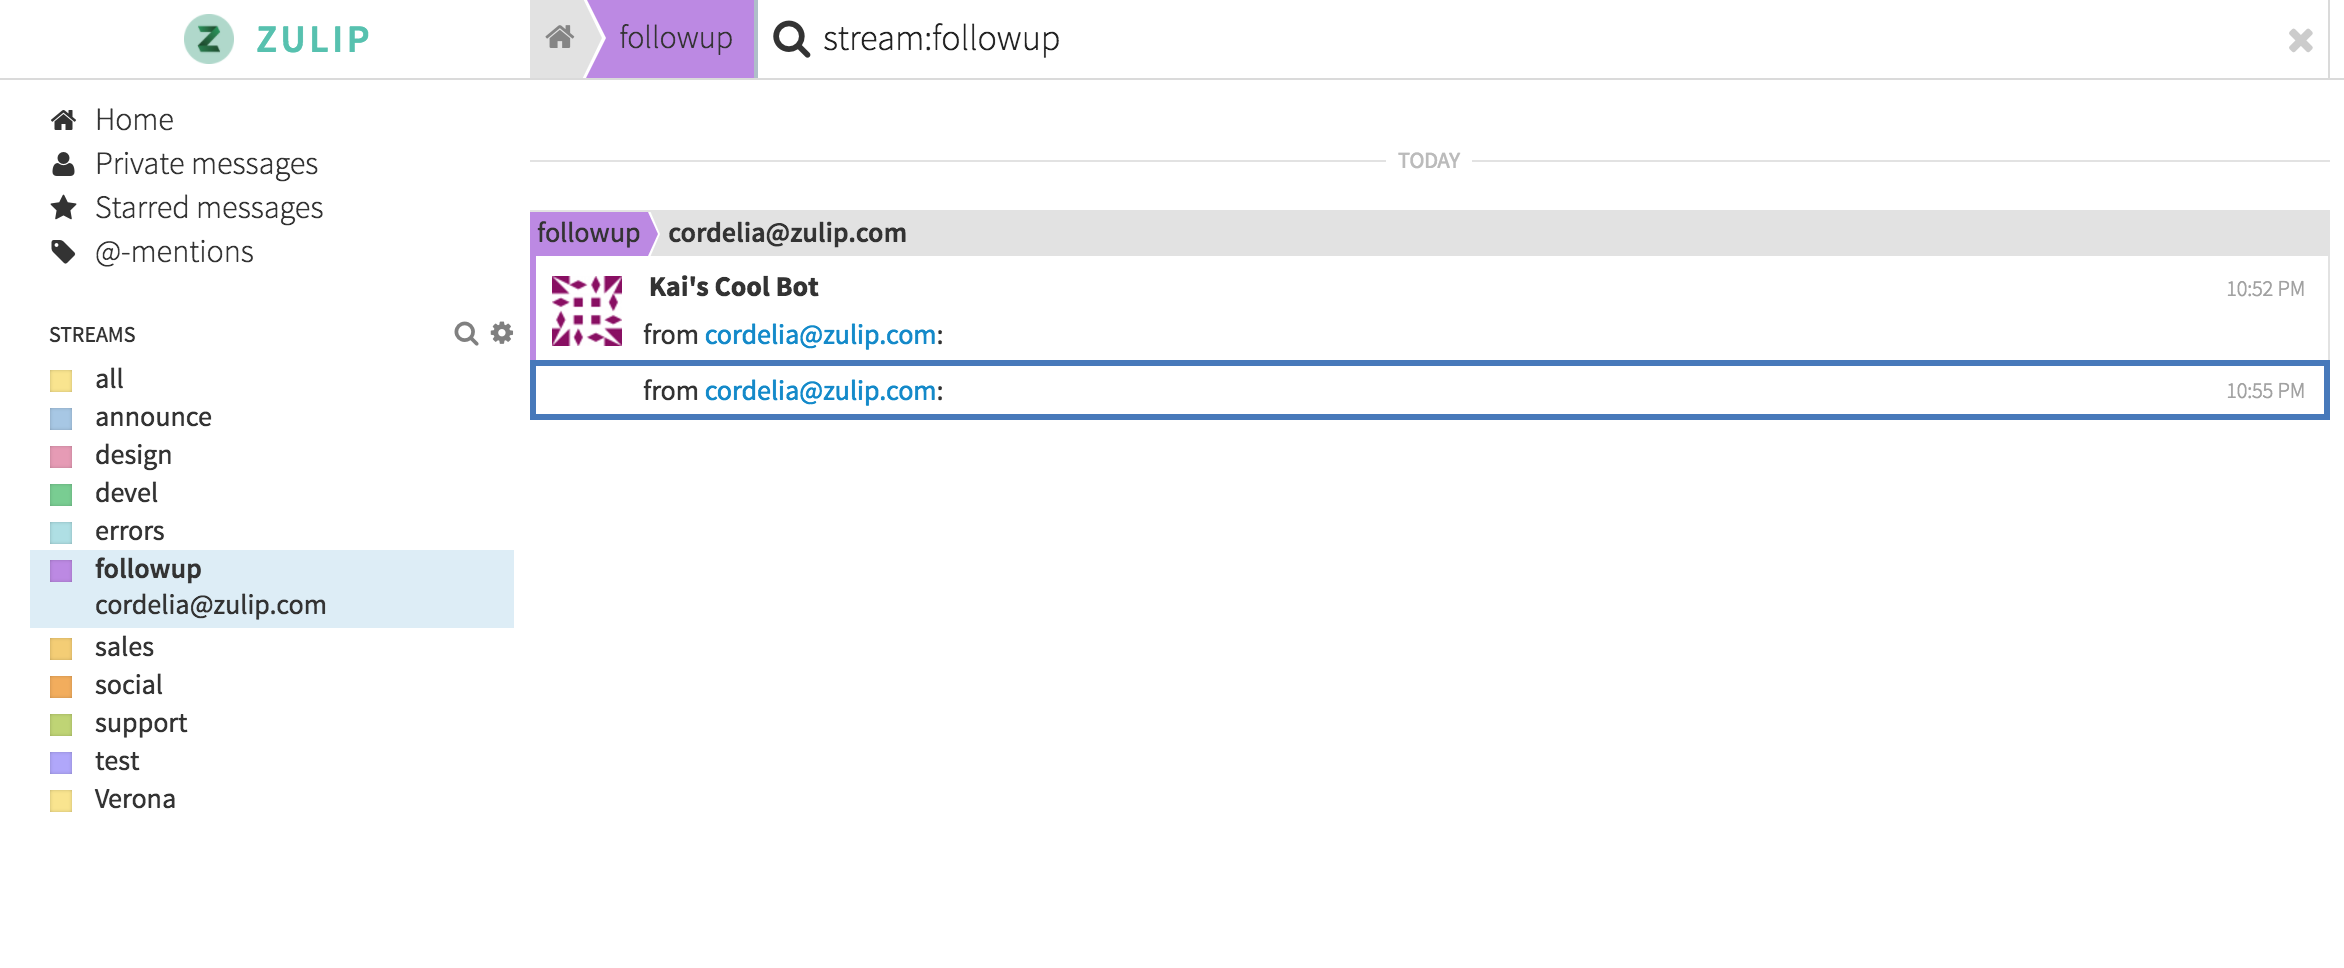 ZULIP
followup
stream:followup
Home
Private messages
Starred messages
@-mentions
STREAMS
all
announce
design
devel
errors
followup
cordelia@zulip.com
sales
social
support
test
Verona
TODAY
followup cordelia@zulip.com
Kai's Cool Bot 10:52 PM
from cordelia@zulip.com:
from cordelia@zulip.com: 10:55 PM